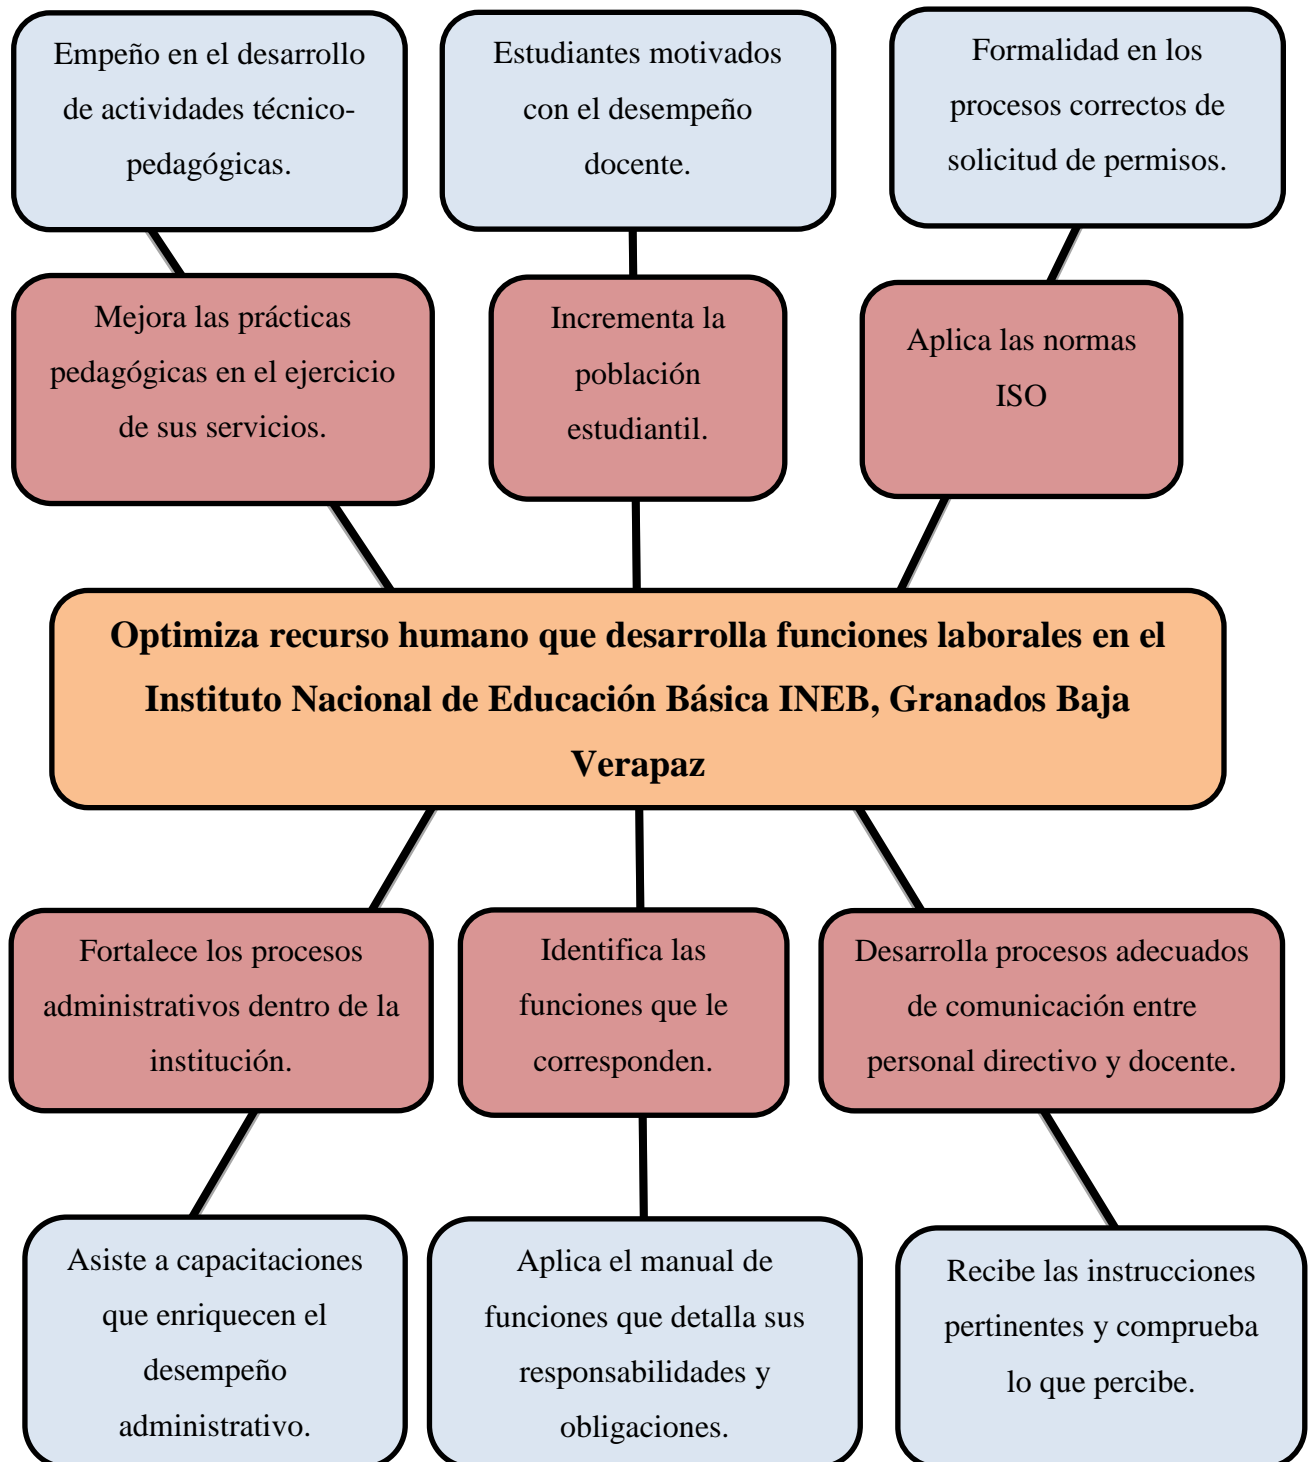 Empeño en el desarrollo
de actividades técnico-
pedagógicas.
Estudiantes motivados
con el desempeño
docente.
Formalidad en los
procesos correctos de
solicitud de permisos.
Mejora las prácticas
pedagógicas en el ejercicio
de sus servicios.
Incrementa la
población
estudiantil.
Aplica las normas
ISO
Optimiza recurso humano que desarrolla funciones laborales en el
Instituto Nacional de Educación Básica INEB, Granados Baja
Verapaz
Fortalece los procesos
administrativos dentro de la
institución.
Identifica las
funciones que le
corresponden.
Desarrolla procesos adecuados
de comunicación entre
personal directivo y docente.
Asiste a capacitaciones
que enriquecen el
desempeño
administrativo.
Aplica el manual de
funciones que detalla sus
responsabilidades y
obligaciones.
Recibe las instrucciones
pertinentes y comprueba
lo que percibe.